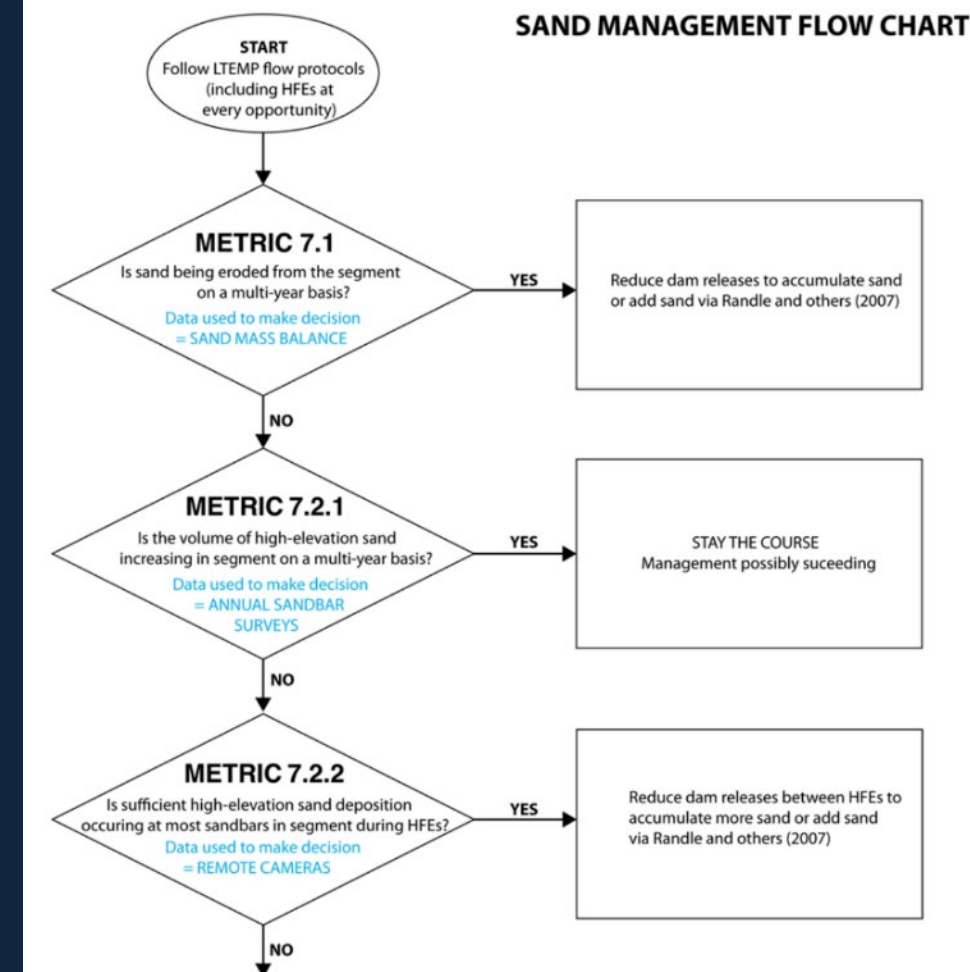 SAND MANAGEMENT FLOW CHART
START
Follow LTEMP flow protocols
(including HFEs at
every opportunity)
METRIC 7.1
Is sand being eroded from the segment
on a multi-year basis?
Data used to make decision
= SAND MASS BALANCE
YES
Reduce dam releases to accumulate sand
or add sand via Randle and others (2007)
NO
METRIC 7.2.1
Is the volume of high-elevation sand
increasing in segment on a multi-year basis?
Data used to make decision
= ANNUAL SANDBAR
SURVEYS
YES
STAY THE COURSE
Management possibly suceeding
NO
METRIC 7.2.2
Is sufficient high-elevation sand deposition
occuring at most sandbars in segment during HFEs?
Data used to make decision
= REMOTE CAMERAS
YES
Reduce dam releases between HFEs to
accumulate more sand or add sand
via Randle and others (2007)
NO